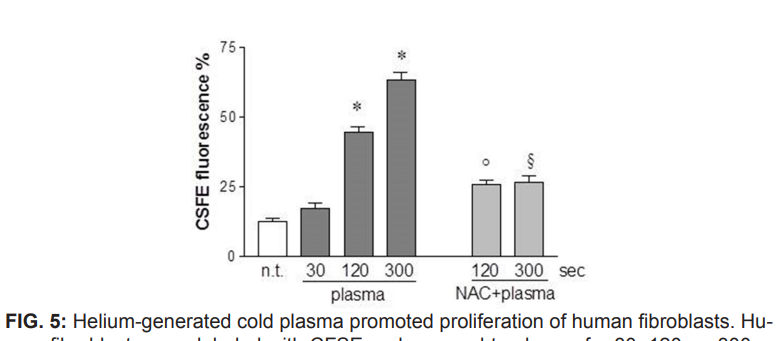 75
50
25
0
CSFE fluorescence %
*
*
°
§
n.t. 30 120 300 120 300 sec
plasma NAC+plasma
FIG. 5: Helium-generated cold plasma promoted proliferation of human fibroblasts. Hu-